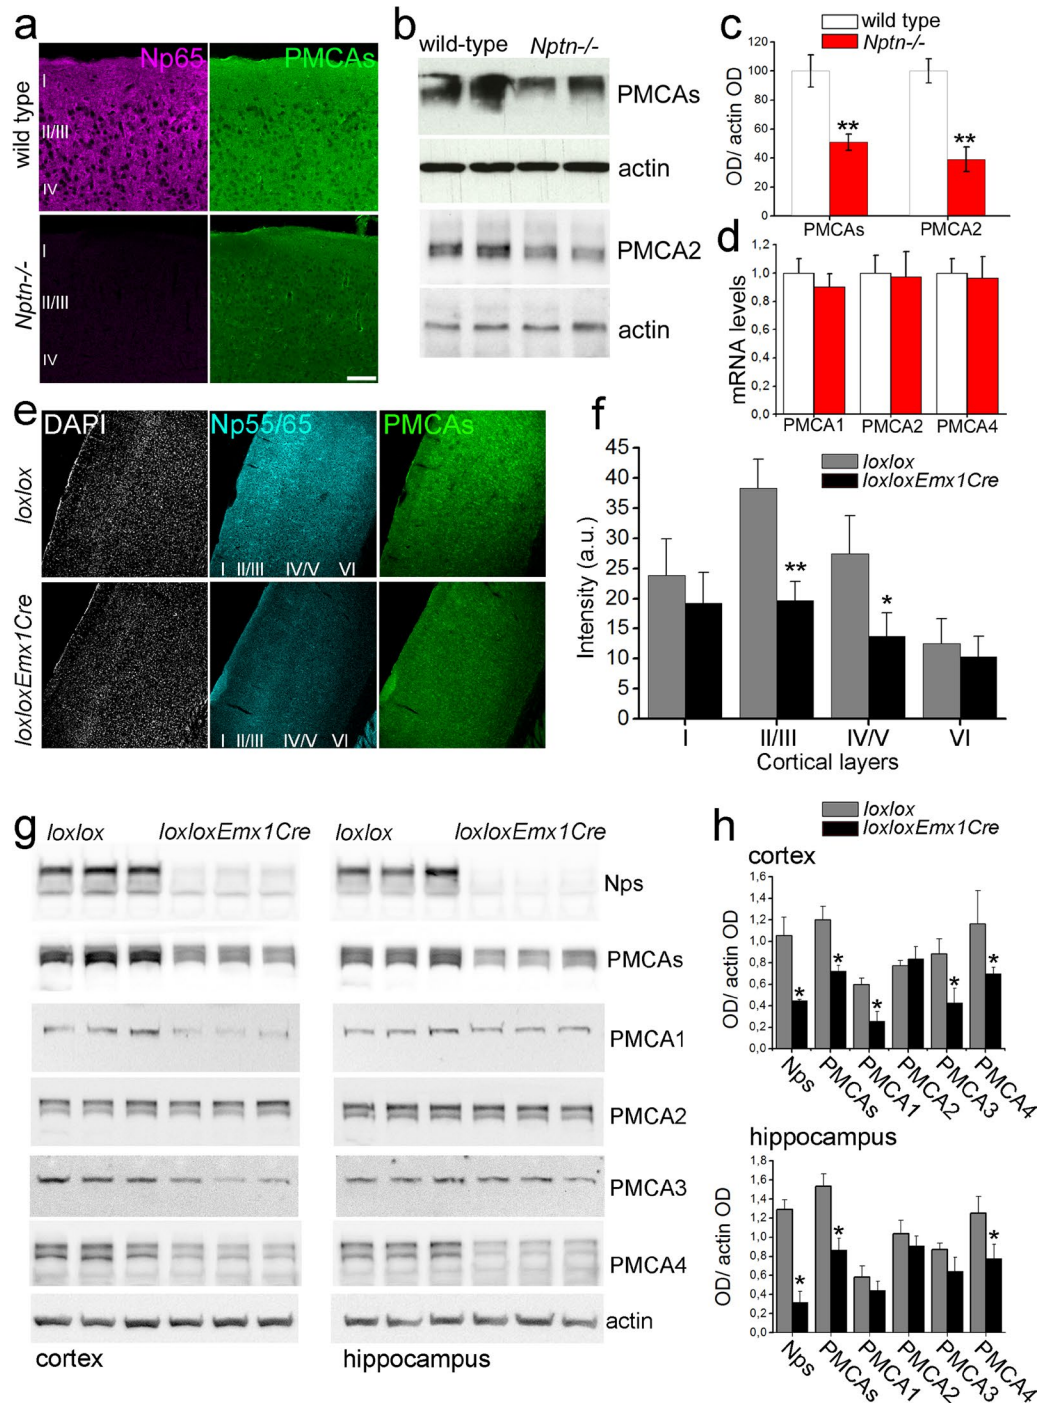 a
Np65
PMCAs
wild type
I
II/III
IV
Nptn-/-
I
II/III
IV
b
wild-type Nptn-/-
PMCAs
actin
PMCA2
actin
c
wild type
Nptn-/-
OD/ actin OD
120
100
80
60
40
20
0
** **
PMCAs PMCA2
d
mRNA levels
1,2
1,0
0,8
0,6
0,4
0,2
0,0
PMCA1 PMCA2 PMCA4
e
DAPI
Np55/65
PMCAs
loxlox
I II/III IV/V VI
loxloxEmx1Cre
I II/III IV/V VI
f
loxlox
loxloxEmx1Cre
Intensity (a.u.)
45
40
35
30
25
20
15
10
5
0
** *
I II/III IV/V VI
Cortical layers
g
loxlox loxloxEmx1Cre loxlox loxloxEmx1Cre
Nps
PMCAs
PMCA1
PMCA2
PMCA3
PMCA4
actin
cortex hippocampus
h
loxlox
loxloxEmx1Cre
cortex
OD/ actin OD
1,6
1,4
1,2
1,0
0,8
0,6
0,4
0,2
0,0
* * * * *
Nps PMCAs PMCA1 PMCA2 PMCA3 PMCA4
hippocampus
OD/ actin OD
1,8
1,6
1,4
1,2
1,0
0,8
0,6
0,4
0,2
0,0
* * *
Nps PMCAs PMCA1 PMCA2 PMCA3 PMCA4